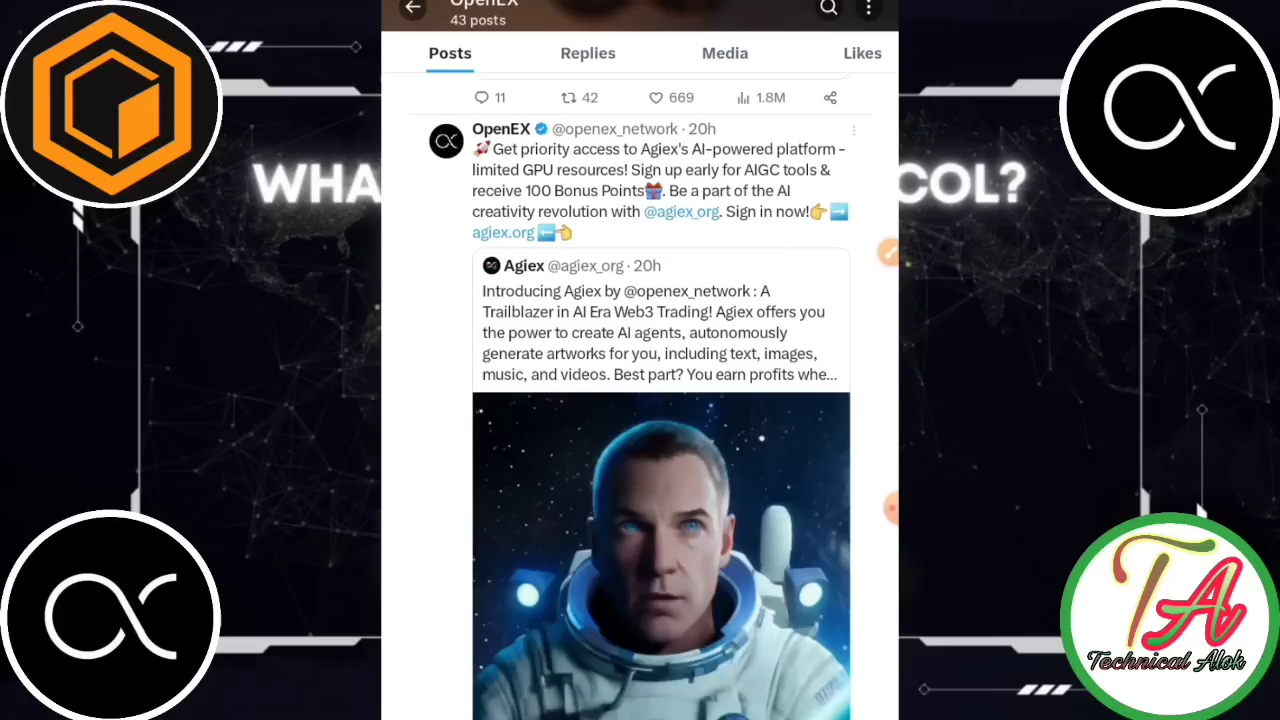 OpenEX
43 posts
Posts Replies Media Likes
11 42 669 1.8M
OpenEX @openex_network · 20h
🚀Get priority access to Agiex's AI-powered platform -
limited GPU resources! Sign up early for AIGC tools &
receive 100 Bonus Points🎁. Be a part of the AI
creativity revolution with @agiex_org. Sign in now!👉➡️
agiex.org ⬅️👈
Agiex @agiex_org · 20h
Introducing Agiex by @openex_network : A
Trailblazer in AI Era Web3 Trading! Agiex offers you
the power to create AI agents, autonomously
generate artworks for you, including text, images,
music, and videos. Best part? You earn profits whe...
WHA
COL?
TA
Technical Alok